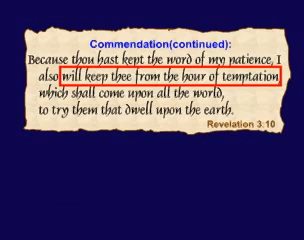 Commendation(continued):
Because thou hast kept the word of my patience, I
also will keep thee from the hour of temptation
which shall come upon all the world,
to try them that dwell upon the earth.
Revelation 3:10